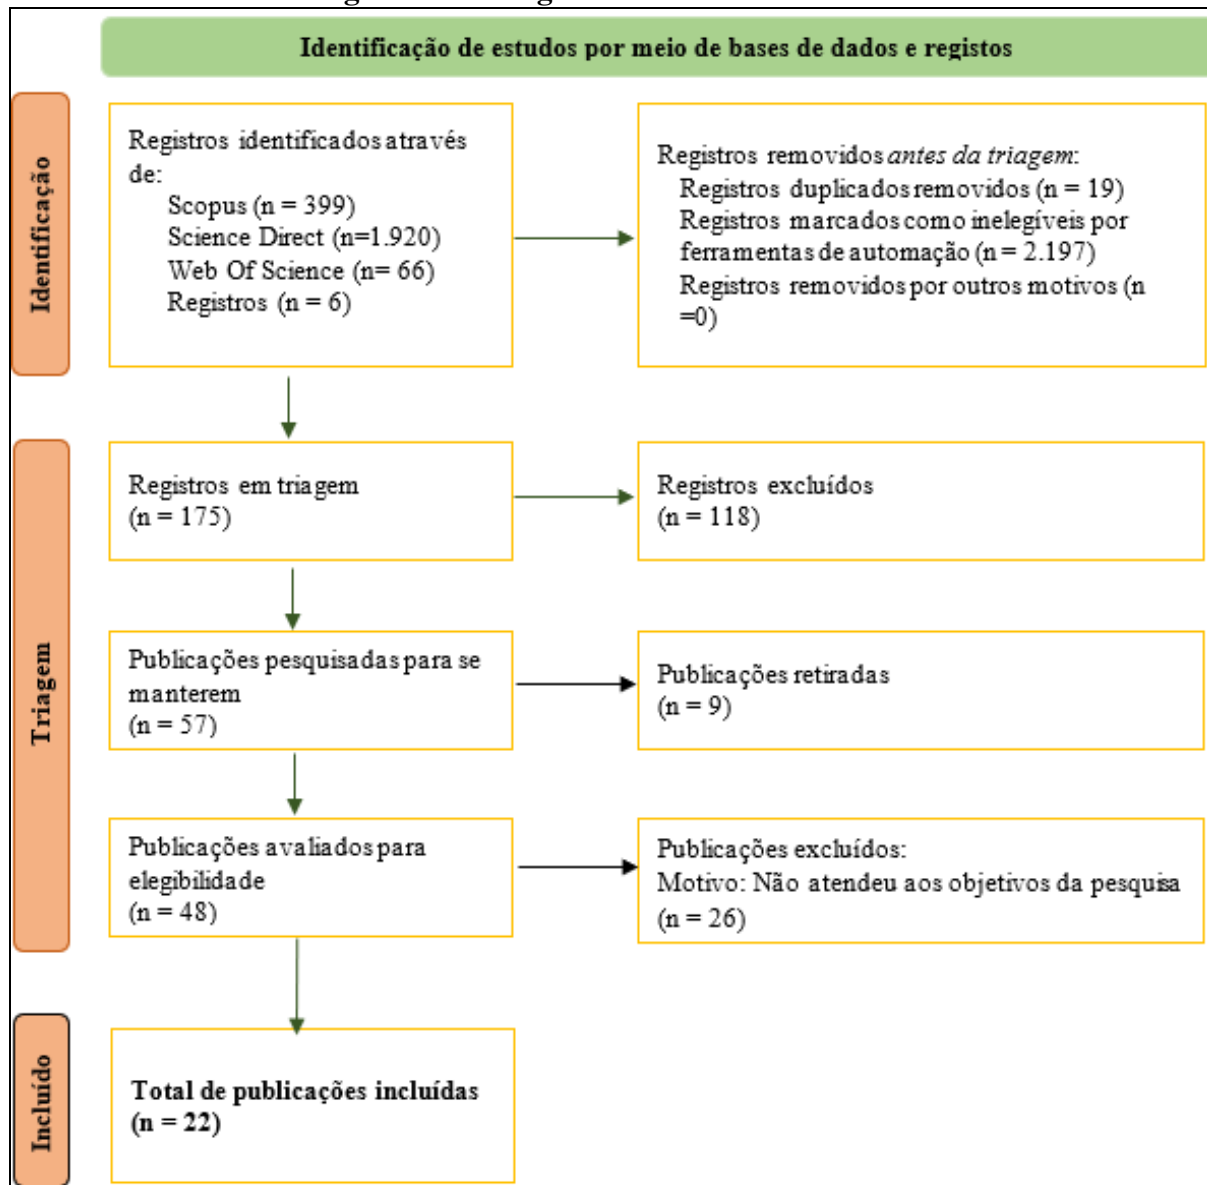 Identificação de estudos por meio de bases de dados e registos
Identificação
Registros identificados através
de:
Scopus (n = 399)
Science Direct (n=1.920)
Web Of Science (n= 66)
Registros (n = 6)
Registros removidos antes da triagem:
Registros duplicados removidos (n = 19)
Registros marcados como inelegíveis por
ferramentas de automação (n = 2.197)
Registros removidos por outros motivos (n
=0)
Triagem
Registros em triagem
(n = 175)
Registros excluídos
(n = 118)
Publicações pesquisadas para se
manterem
(n = 57)
Publicações retiradas
(n = 9)
Publicações avaliados para
elegibilidade
(n = 48)
Publicações excluídos:
Motivo: Não atendeu aos objetivos da pesquisa
(n = 26)
Incluído
Total de publicações incluídas
(n = 22)